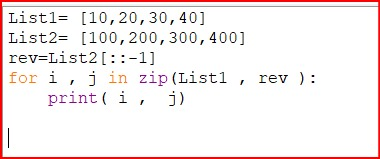 List1= [10,20,30,40]
List2= [100,200,300,400]
rev=List2[::-1]
for i , j in zip(List1 , rev ):
    print( i ,  j)